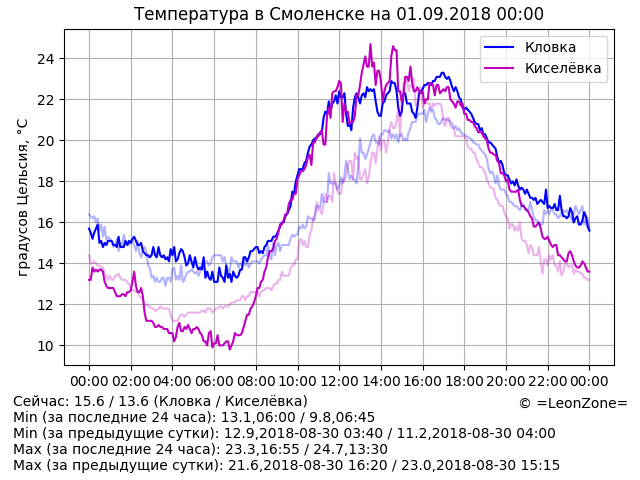 Температура в Смоленске на 01.09.2018 00:00
Кловка
Киселёвка
градусов Цельсия, °C
24
22
20
18
16
14
12
10
00:00 02:00 04:00 06:00 08:00 10:00 12:00 14:00 16:00 18:00 20:00 22:00 00:00
Сейчас: 15.6 / 13.6 (Кловка / Киселёвка)
© =LeonZone=
Min (за последние 24 часа): 13.1,06:00 / 9.8,06:45
Min (за предыдущие сутки): 12.9,2018-08-30 03:40 / 11.2,2018-08-30 04:00
Max (за последние 24 часа): 23.3,16:55 / 24.7,13:30
Max (за предыдущие сутки): 21.6,2018-08-30 16:20 / 23.0,2018-08-30 15:15